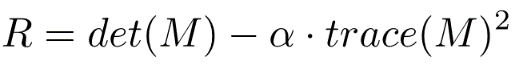 R = det(M) − α · trace(M)²